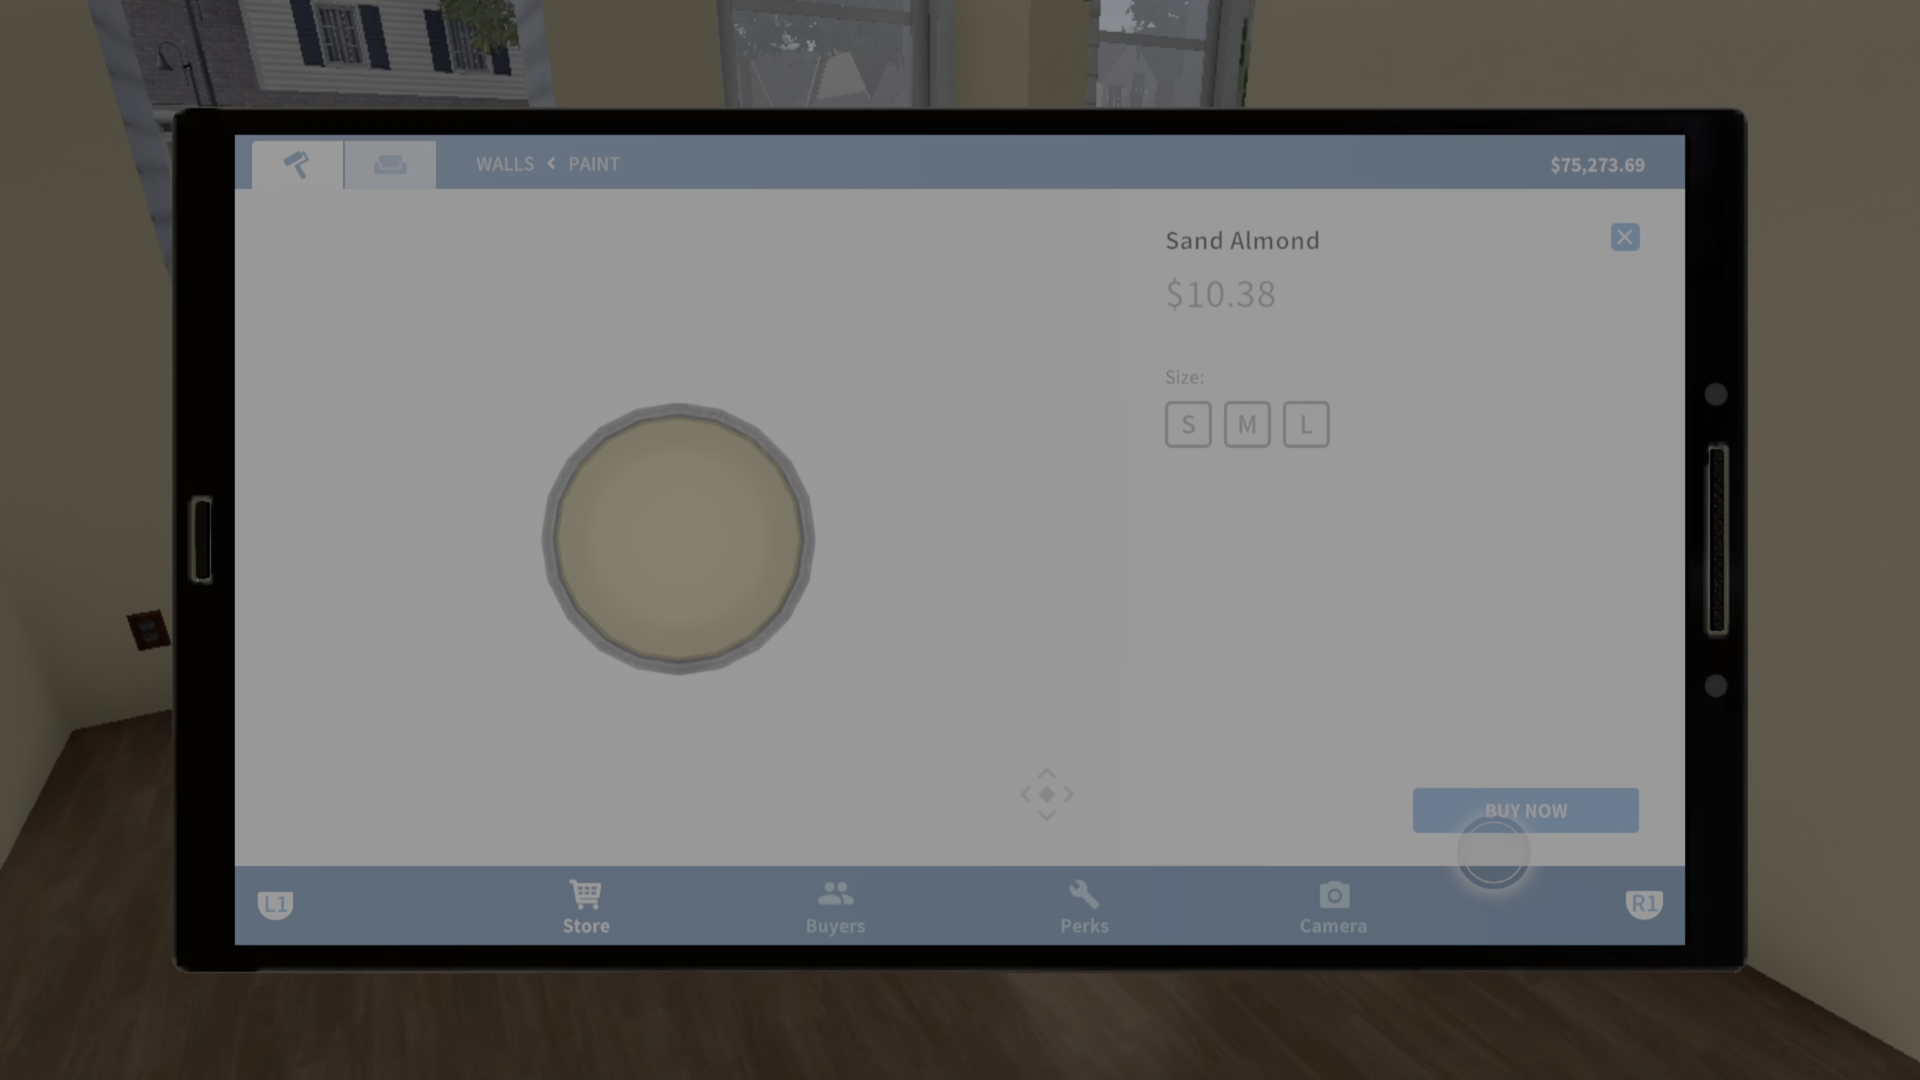 WALLS < PAINT
$75,273.69
Sand Almond
$10.38
Size:
S M L
BUY NOW
L1
Store
Buyers
Perks
Camera
R1